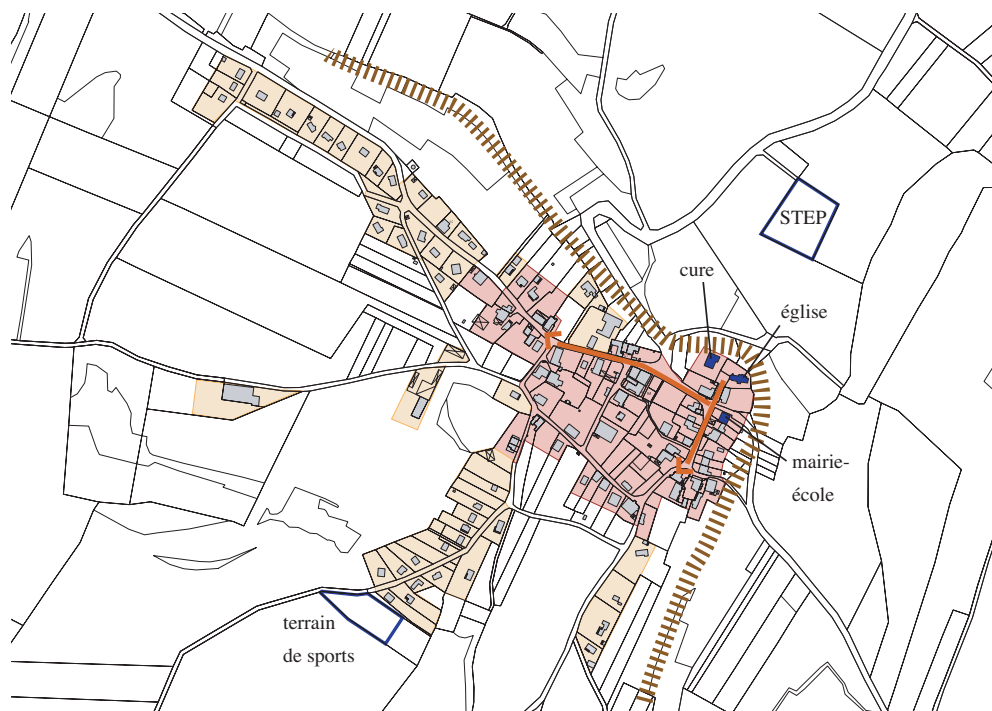 STEP
cure
église
mairie-
école
terrain
de sports